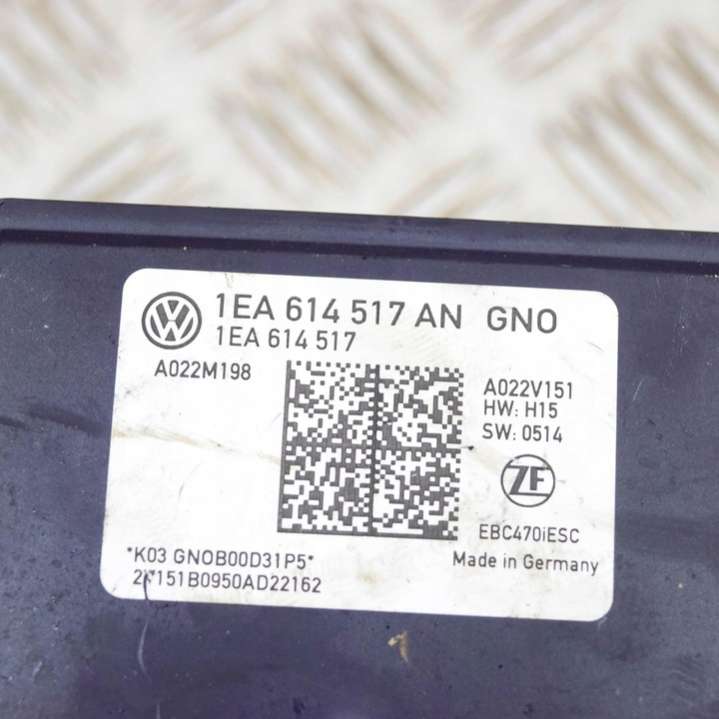 1EA 614 517 AN GNO
1EA 614 517
A022M198
A022V151
HW: H15
SW: 0514
ZF
EBC470iESC
Made in Germany
*K03 GNOB00D31P5*
151B0950AD22162